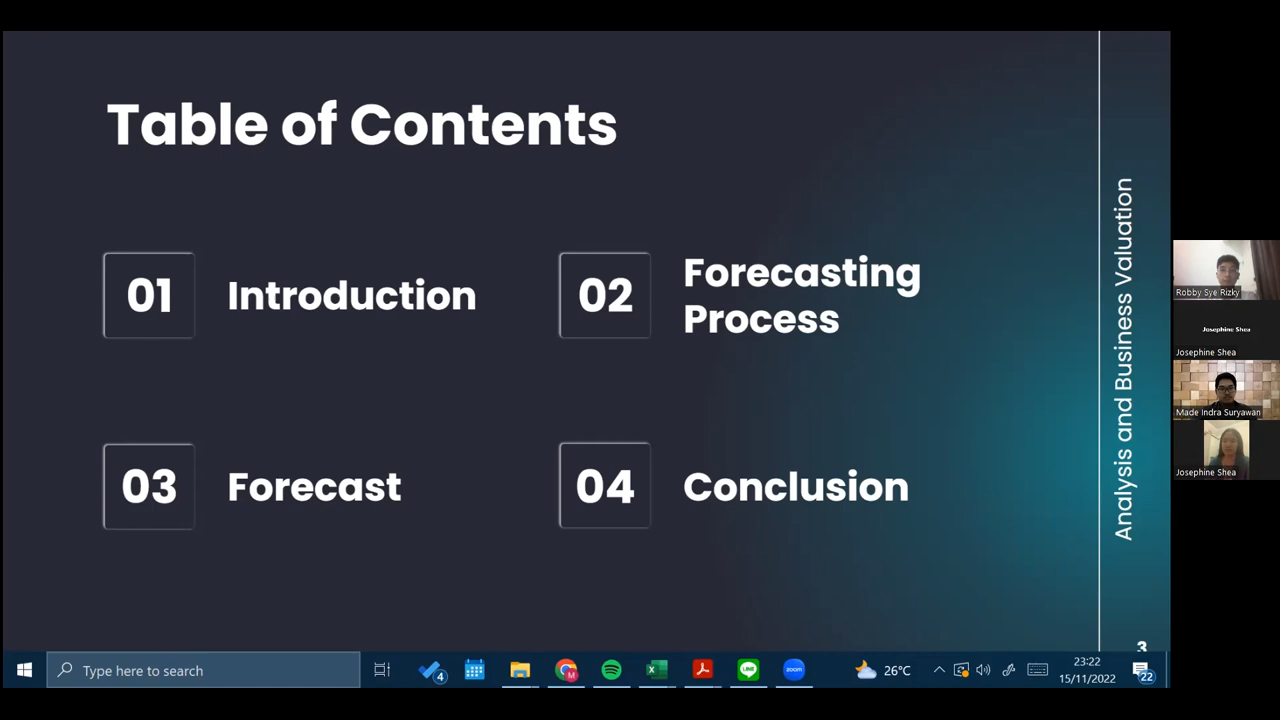 Table of Contents
01
Introduction
02
Forecasting
Process
03
Forecast
04
Conclusion
Analysis and Business Valuation
3
Robby Sye Rizky
Josephine Shea
Josephine Shea
Made Indra Suryawan
Josephine Shea
Type here to search
4
M
zoom
LINE
26°C
23:22
15/11/2022
22